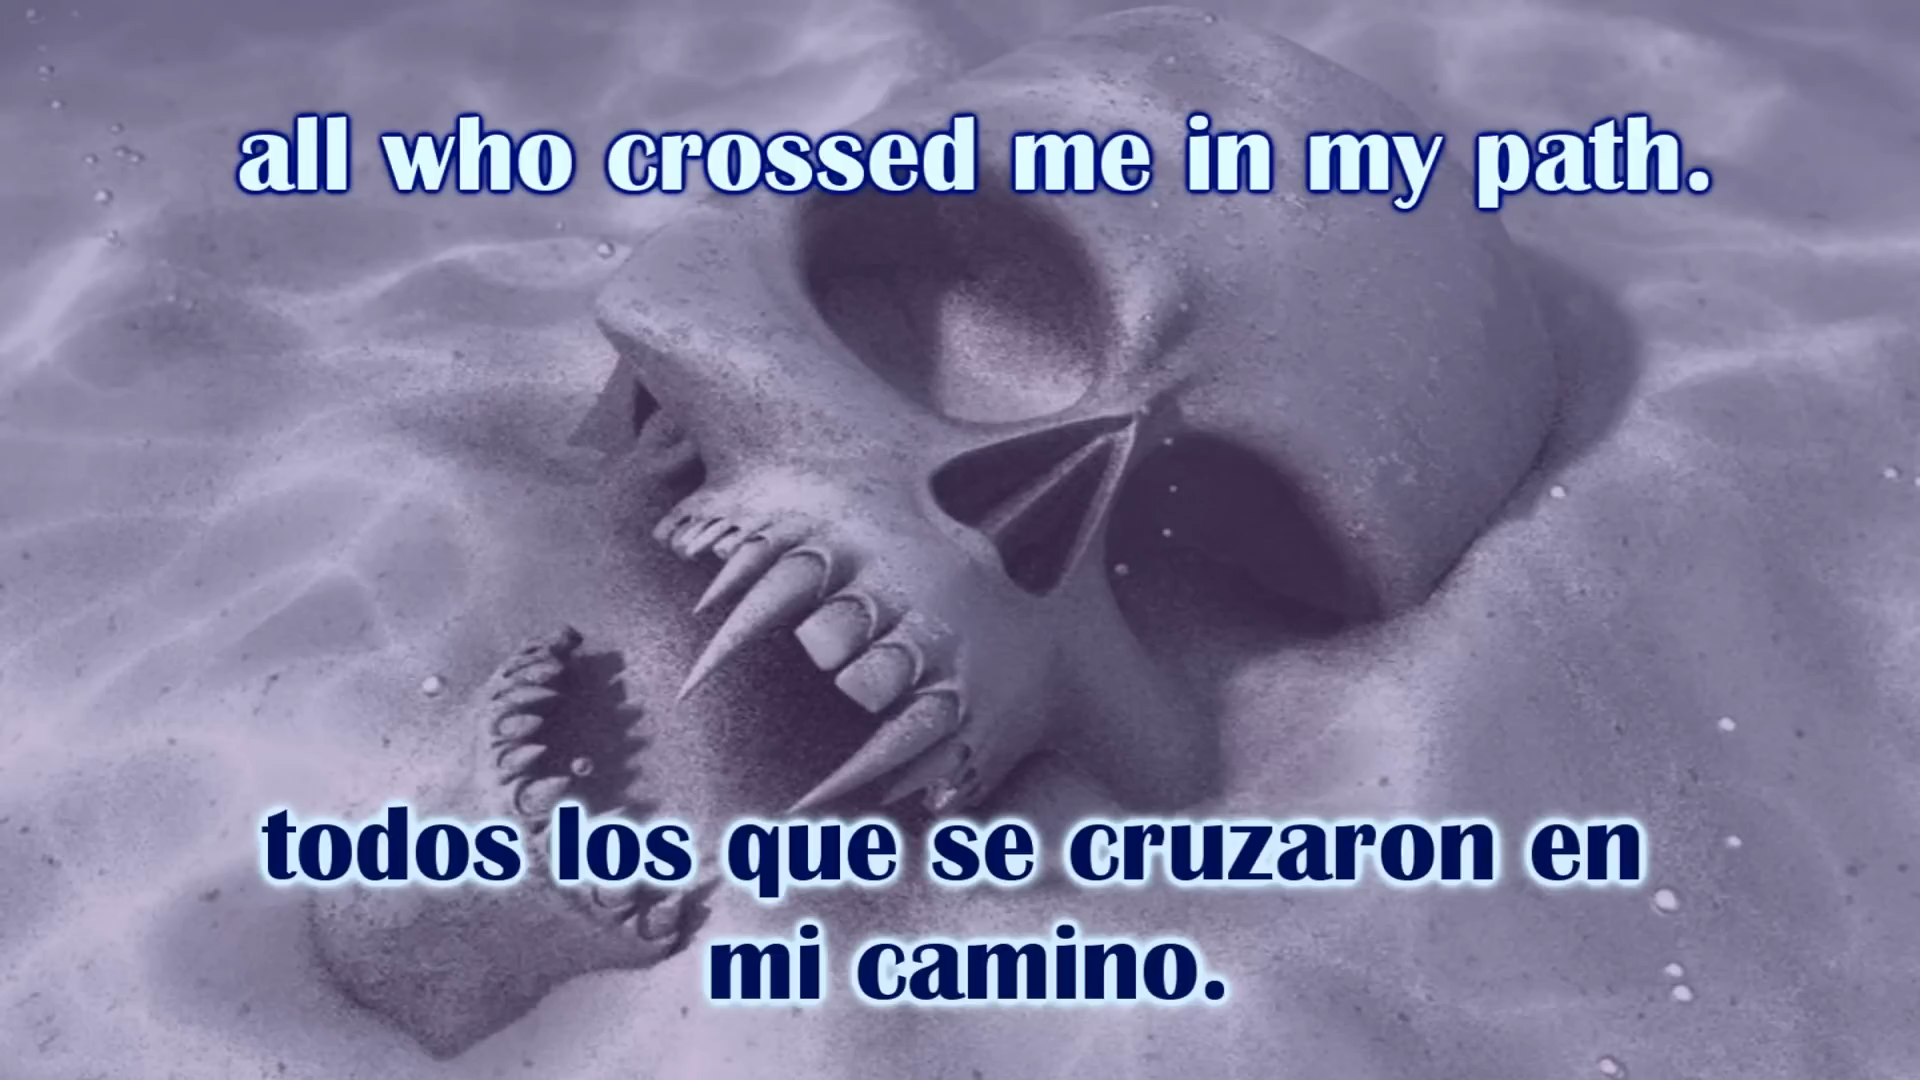 all who crossed me in my path.
todos los que se cruzaron en
mi camino.